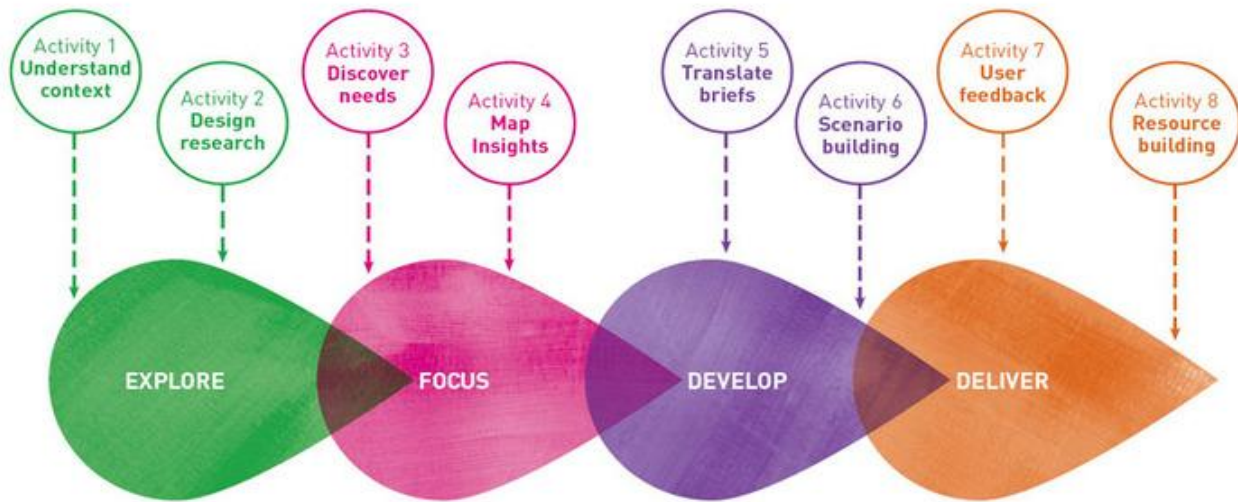 Activity 1
Understand
context
Activity 2
Design
research
Activity 3
Discover
needs
Activity 4
Map
Insights
Activity 5
Translate
briefs
Activity 6
Scenario
building
Activity 7
User
feedback
Activity 8
Resource
building
EXPLORE
FOCUS
DEVELOP
DELIVER